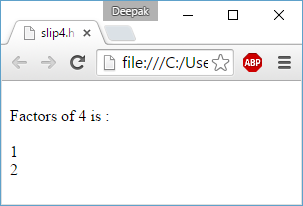 Deepak
slip4.h
file:///C:/Use
ABP
Factors of 4 is :
1
2